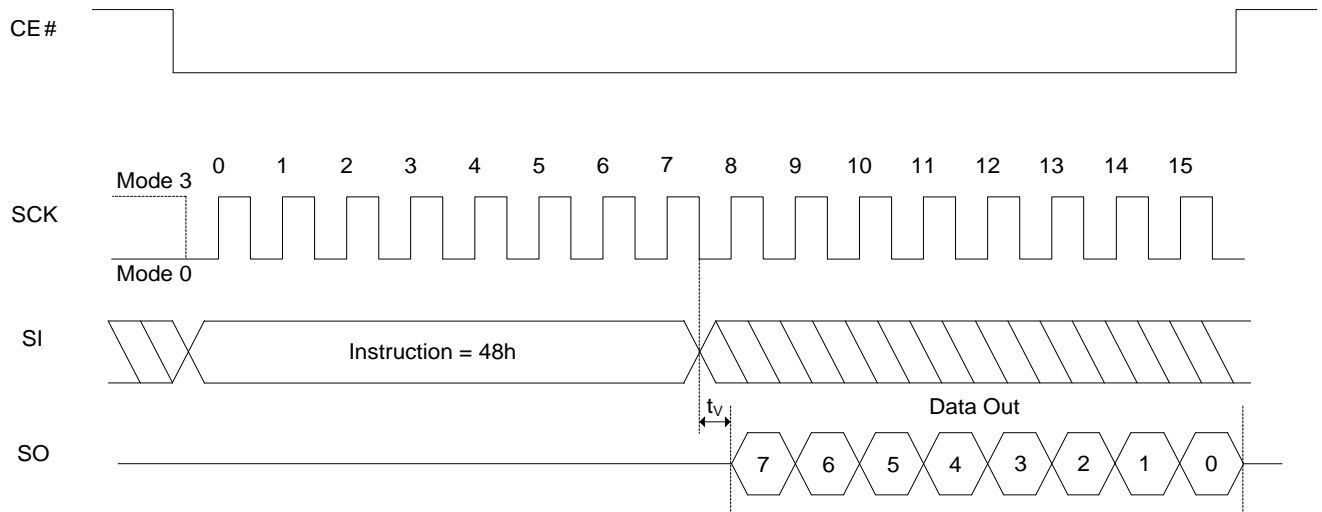 CE#
0 1 2 3 4 5 6 7 8 9 10 11 12 13 14 15
Mode 3
SCK
Mode 0
SI
Instruction = 48h
tV
Data Out
SO
7 6 5 4 3 2 1 0